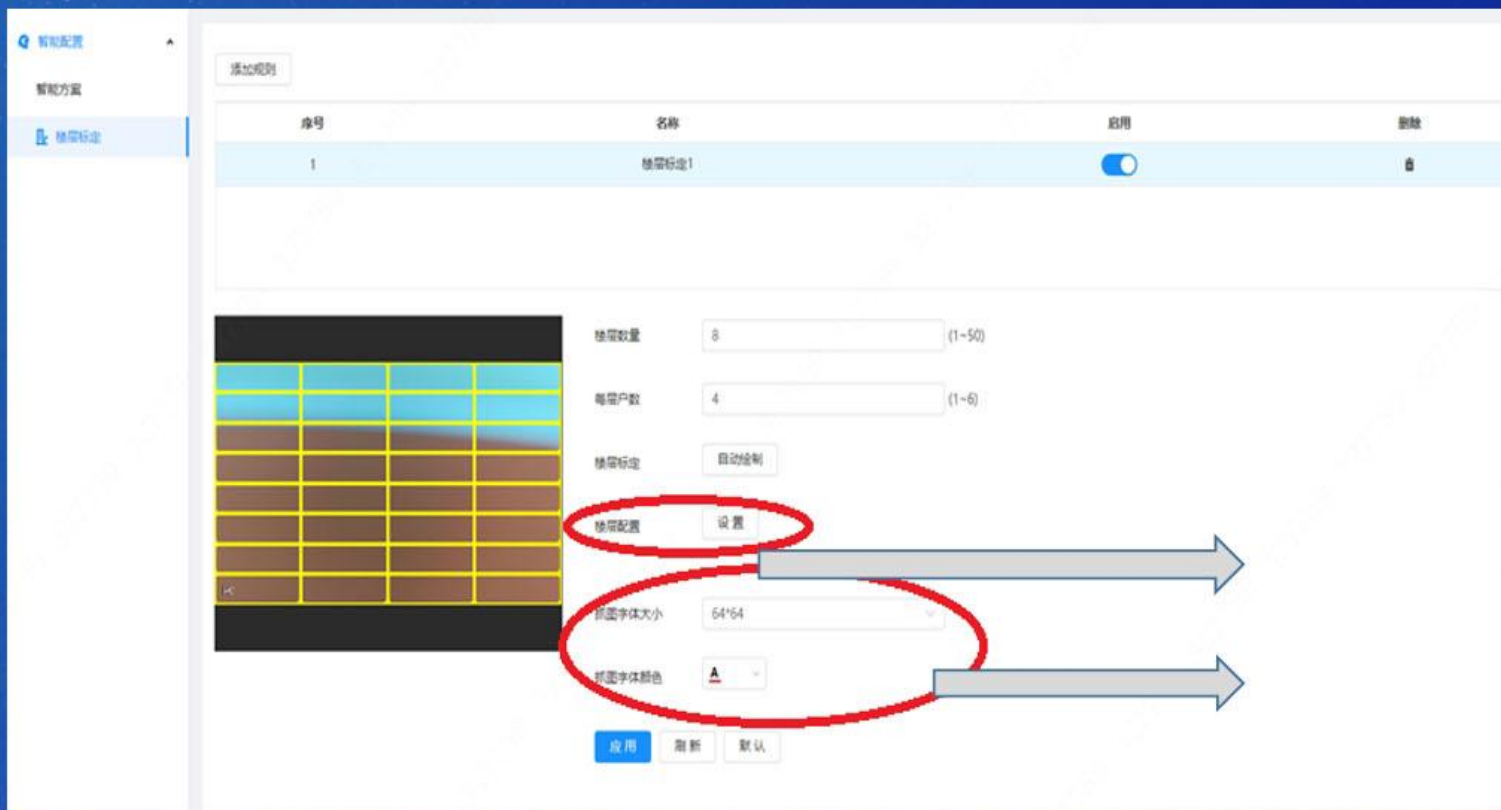 智能配置
添加规则
智能方案
序号 名称 启用 删除
楼层标定
1 楼层标定1
楼层数量 8 (1~50)
每层户数 4 (1~6)
楼层标定 自动绘制
楼层配置 设置
抓图字体大小 64*64
抓图字体颜色 A
应用 刷新 默认